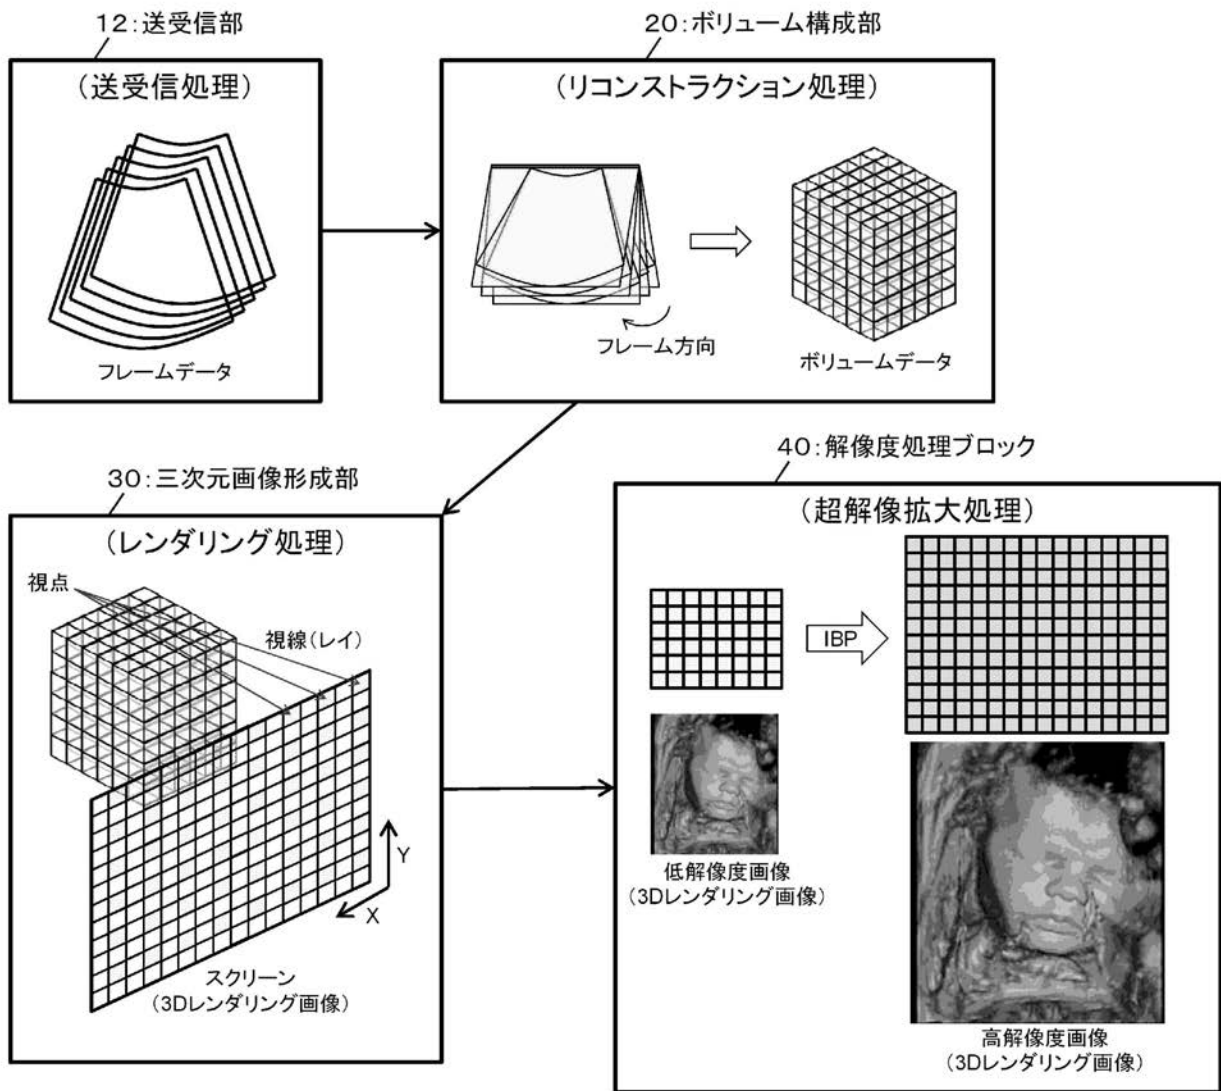 12:送受信部
(送受信処理)
フレームデータ
20:ボリューム構成部
(リコンストラクション処理)
フレーム方向
ボリュームデータ
30:三次元画像形成部
(レンダリング処理)
視点
視線(レイ)
Y
X
スクリーン
(3Dレンダリング画像)
40:解像度処理ブロック
(超解像拡大処理)
IBP
低解像度画像
(3Dレンダリング画像)
高解像度画像
(3Dレンダリング画像)